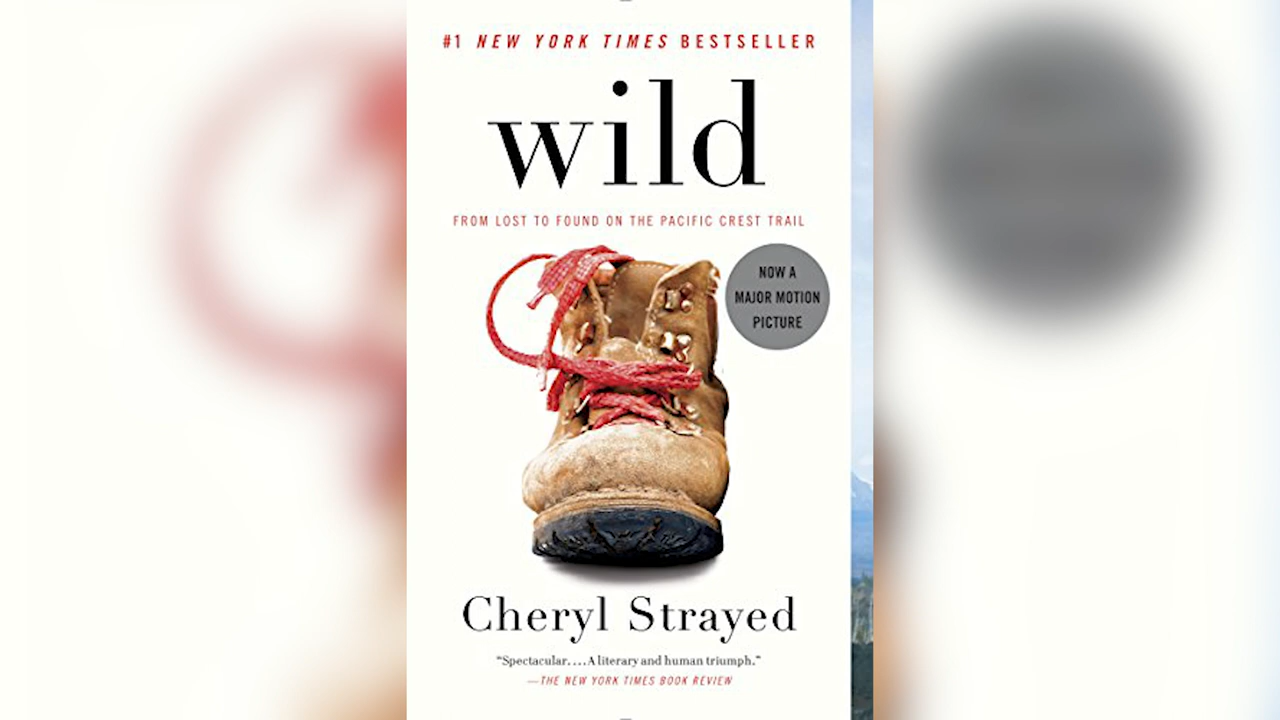 #1 NEW YORK TIMES BESTSELLER
wild
FROM LOST TO FOUND ON THE PACIFIC CREST TRAIL
NOW A
MAJOR MOTION
PICTURE
Cheryl Strayed
“Spectacular....A literary and human triumph.”
—THE NEW YORK TIMES BOOK REVIEW